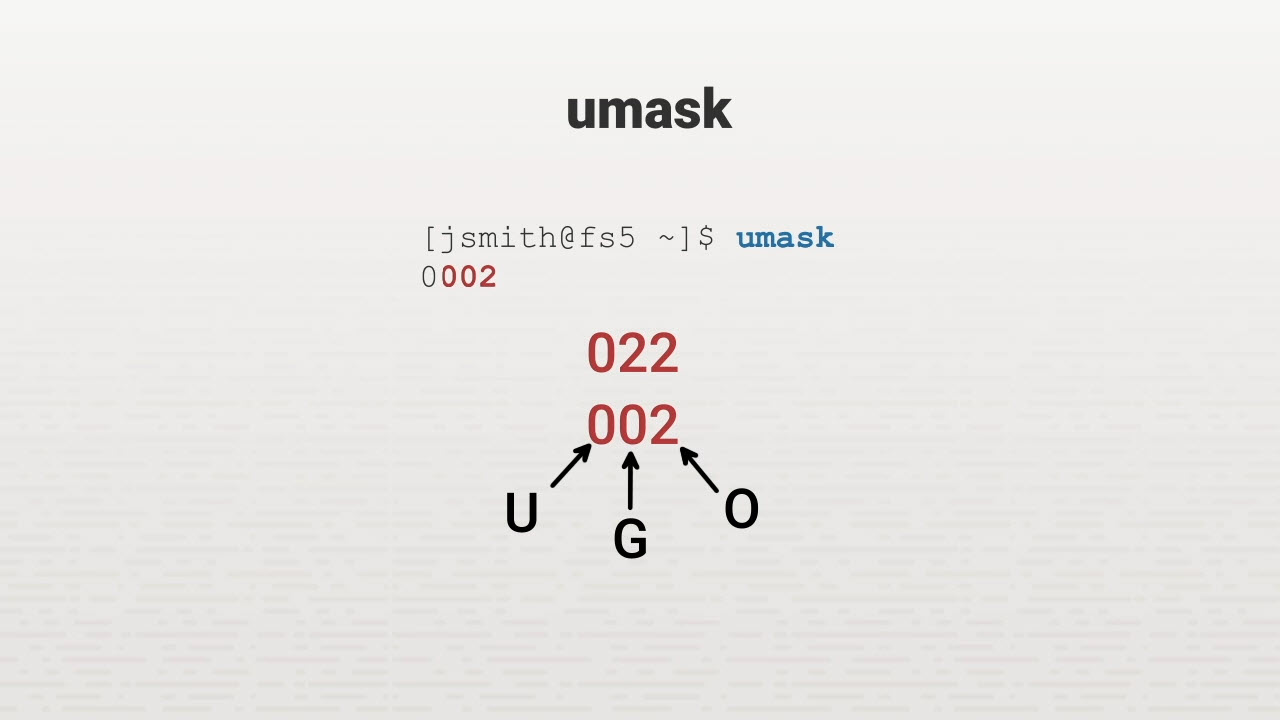 umask
[jsmith@fs5 ~]$ umask
0002
022
002
U G O